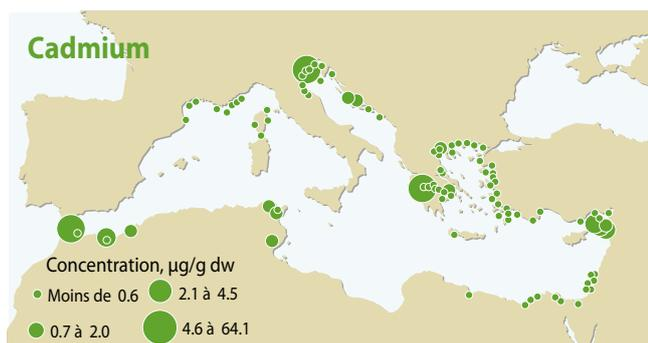 Cadmium
Concentration, µg/g dw
Moins de 0.6
2.1 à 4.5
0.7 à 2.0
4.6 à 64.1